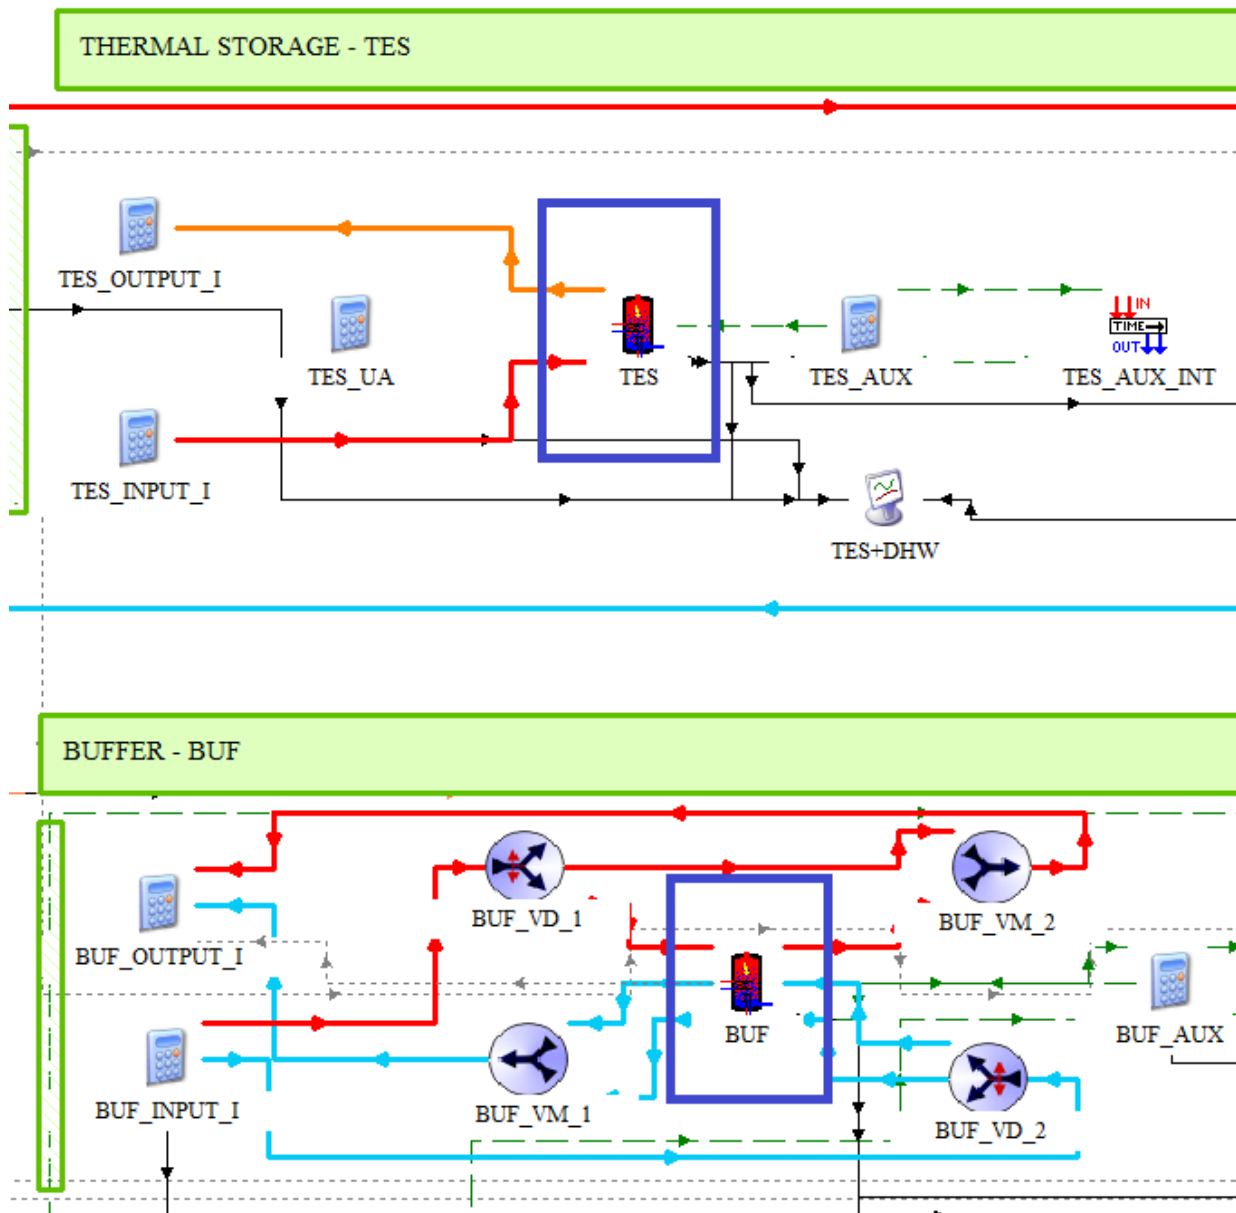 THERMAL STORAGE - TES
TES_OUTPUT_I
TES_UA
TES
TES_AUX
IN
TIME
OUT
TES_AUX_INT
TES_INPUT_I
TES+DHW
BUFFER - BUF
BUF_VD_1
BUF_VM_2
BUF_OUTPUT_I
BUF
BUF_AUX
BUF_INPUT_I
BUF_VM_1
BUF_VD_2